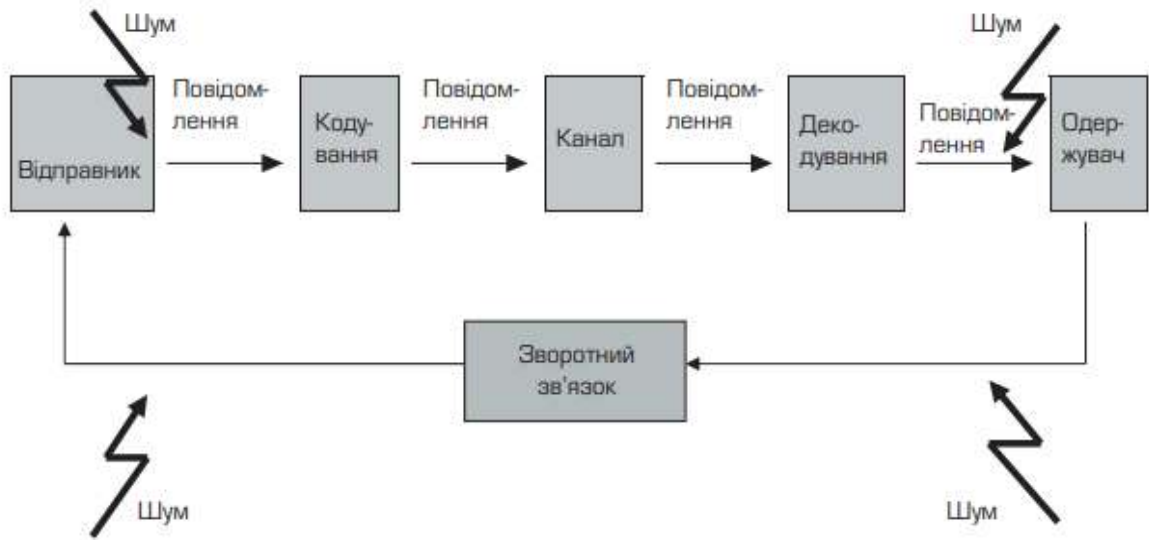 Шум
Шум
Повідом-
лення
Повідом-
лення
Повідом-
лення
Повідом-
лення
Відправник
Коду-
вання
Канал
Деко-
дування
Одер-
жувач
Зворотний
зв'язок
Шум
Шум